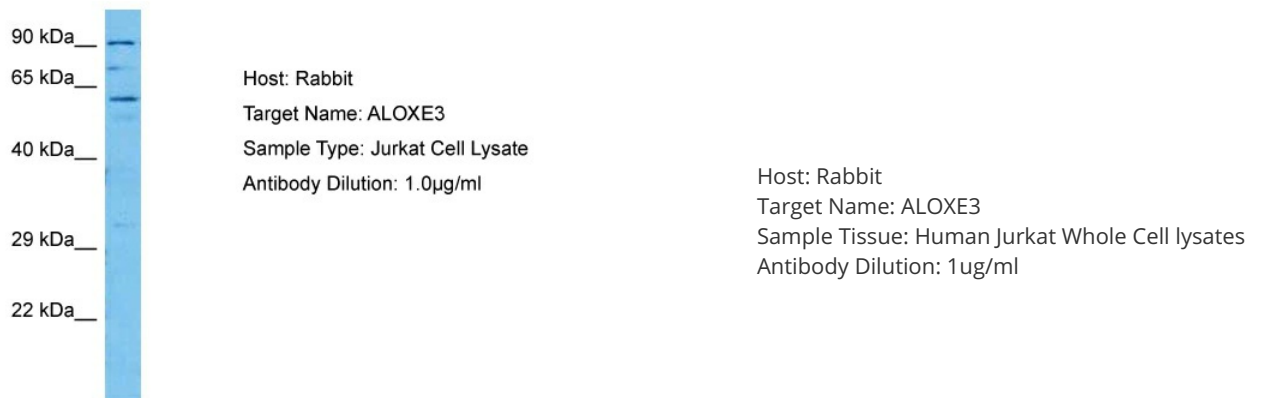 90 kDa__
65 kDa__
40 kDa__
29 kDa__
22 kDa__
Host: Rabbit
Target Name: ALOXE3
Sample Type: Jurkat Cell Lysate
Antibody Dilution: 1.0µg/ml
Host: Rabbit
Target Name: ALOXE3
Sample Tissue: Human Jurkat Whole Cell lysates
Antibody Dilution: 1ug/ml